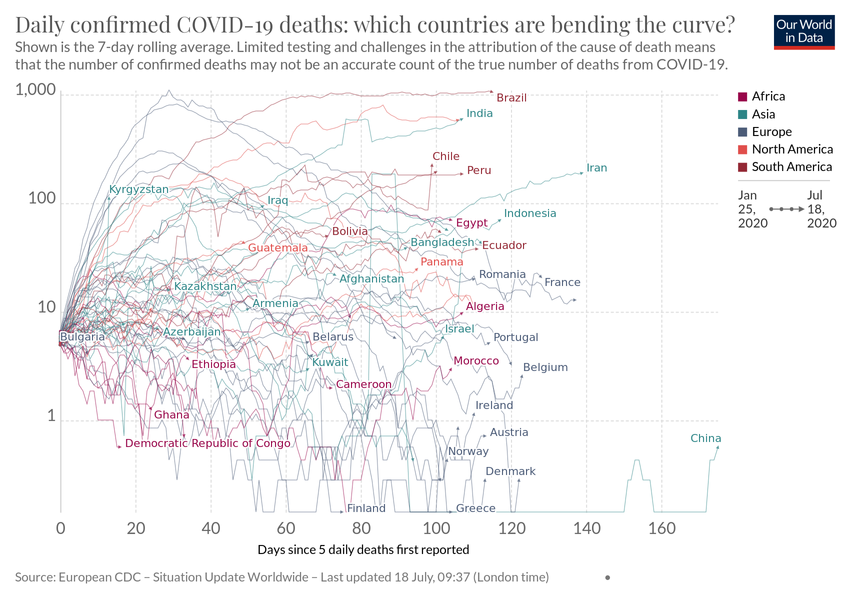 Daily confirmed COVID-19 deaths: which countries are bending the curve?
Shown is the 7-day rolling average. Limited testing and challenges in the attribution of the cause of death means
that the number of confirmed deaths may not be an accurate count of the true number of deaths from COVID-19.
Our World
in Data
1,000
100
10
1
Brazil
India
Chile
Peru
Iran
Kyrgyzstan
Iraq
Indonesia
Egypt
Bolivia
Bangladesh
Ecuador
Guatemala
Panama
Romania
France
Afghanistan
Kazakhstan
Armenia
Algeria
Azerbaijan
Israel
Bulgaria
Belarus
Portugal
Ethiopia
Kuwait
Morocco
Belgium
Cameroon
Ireland
Ghana
Austria
Democratic Republic of Congo
China
Norway
Denmark
Finland
Greece
0 20 40 60 80 100 120 140 160
Days since 5 daily deaths first reported
Africa
Asia
Europe
North America
South America
Jan Jul
25, 18,
2020 2020
Source: European CDC – Situation Update Worldwide – Last updated 18 July, 09:37 (London time)